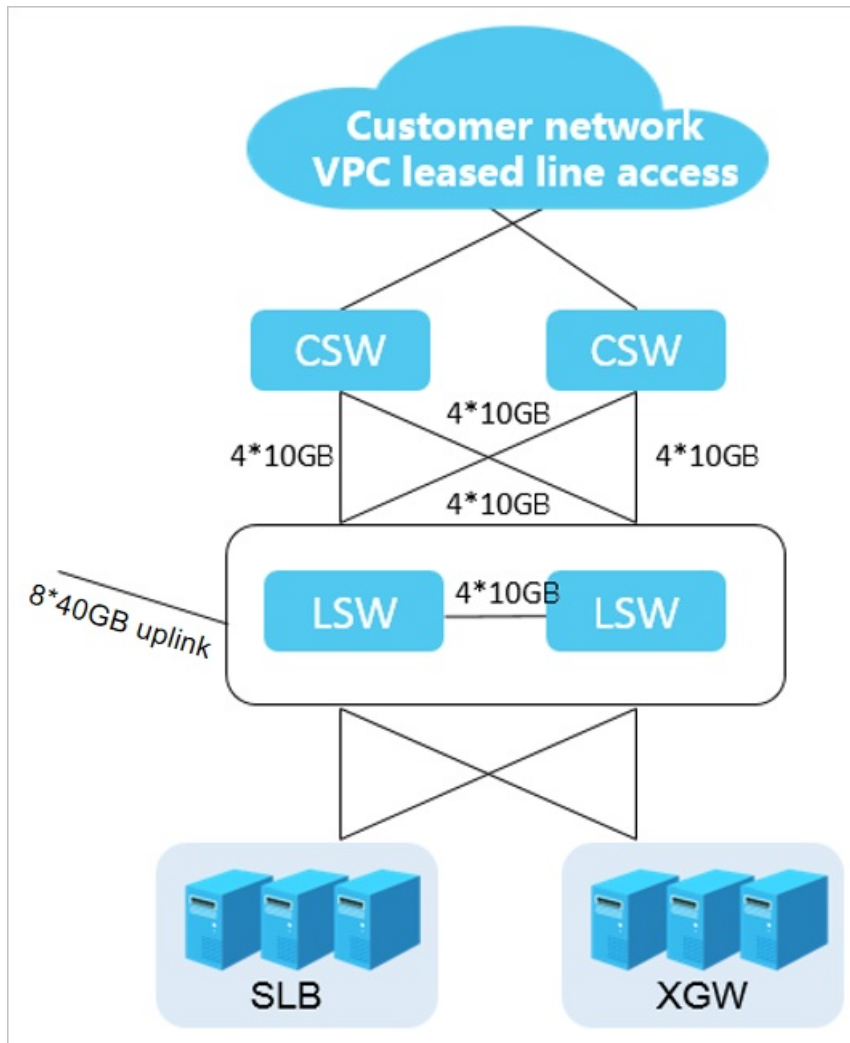 Customer network
VPC leased line access
CSW
CSW
4*10GB
4*10GB
4*10GB
4*10GB
LSW
4*10GB
LSW
8*40GB uplink
SLB
XGW